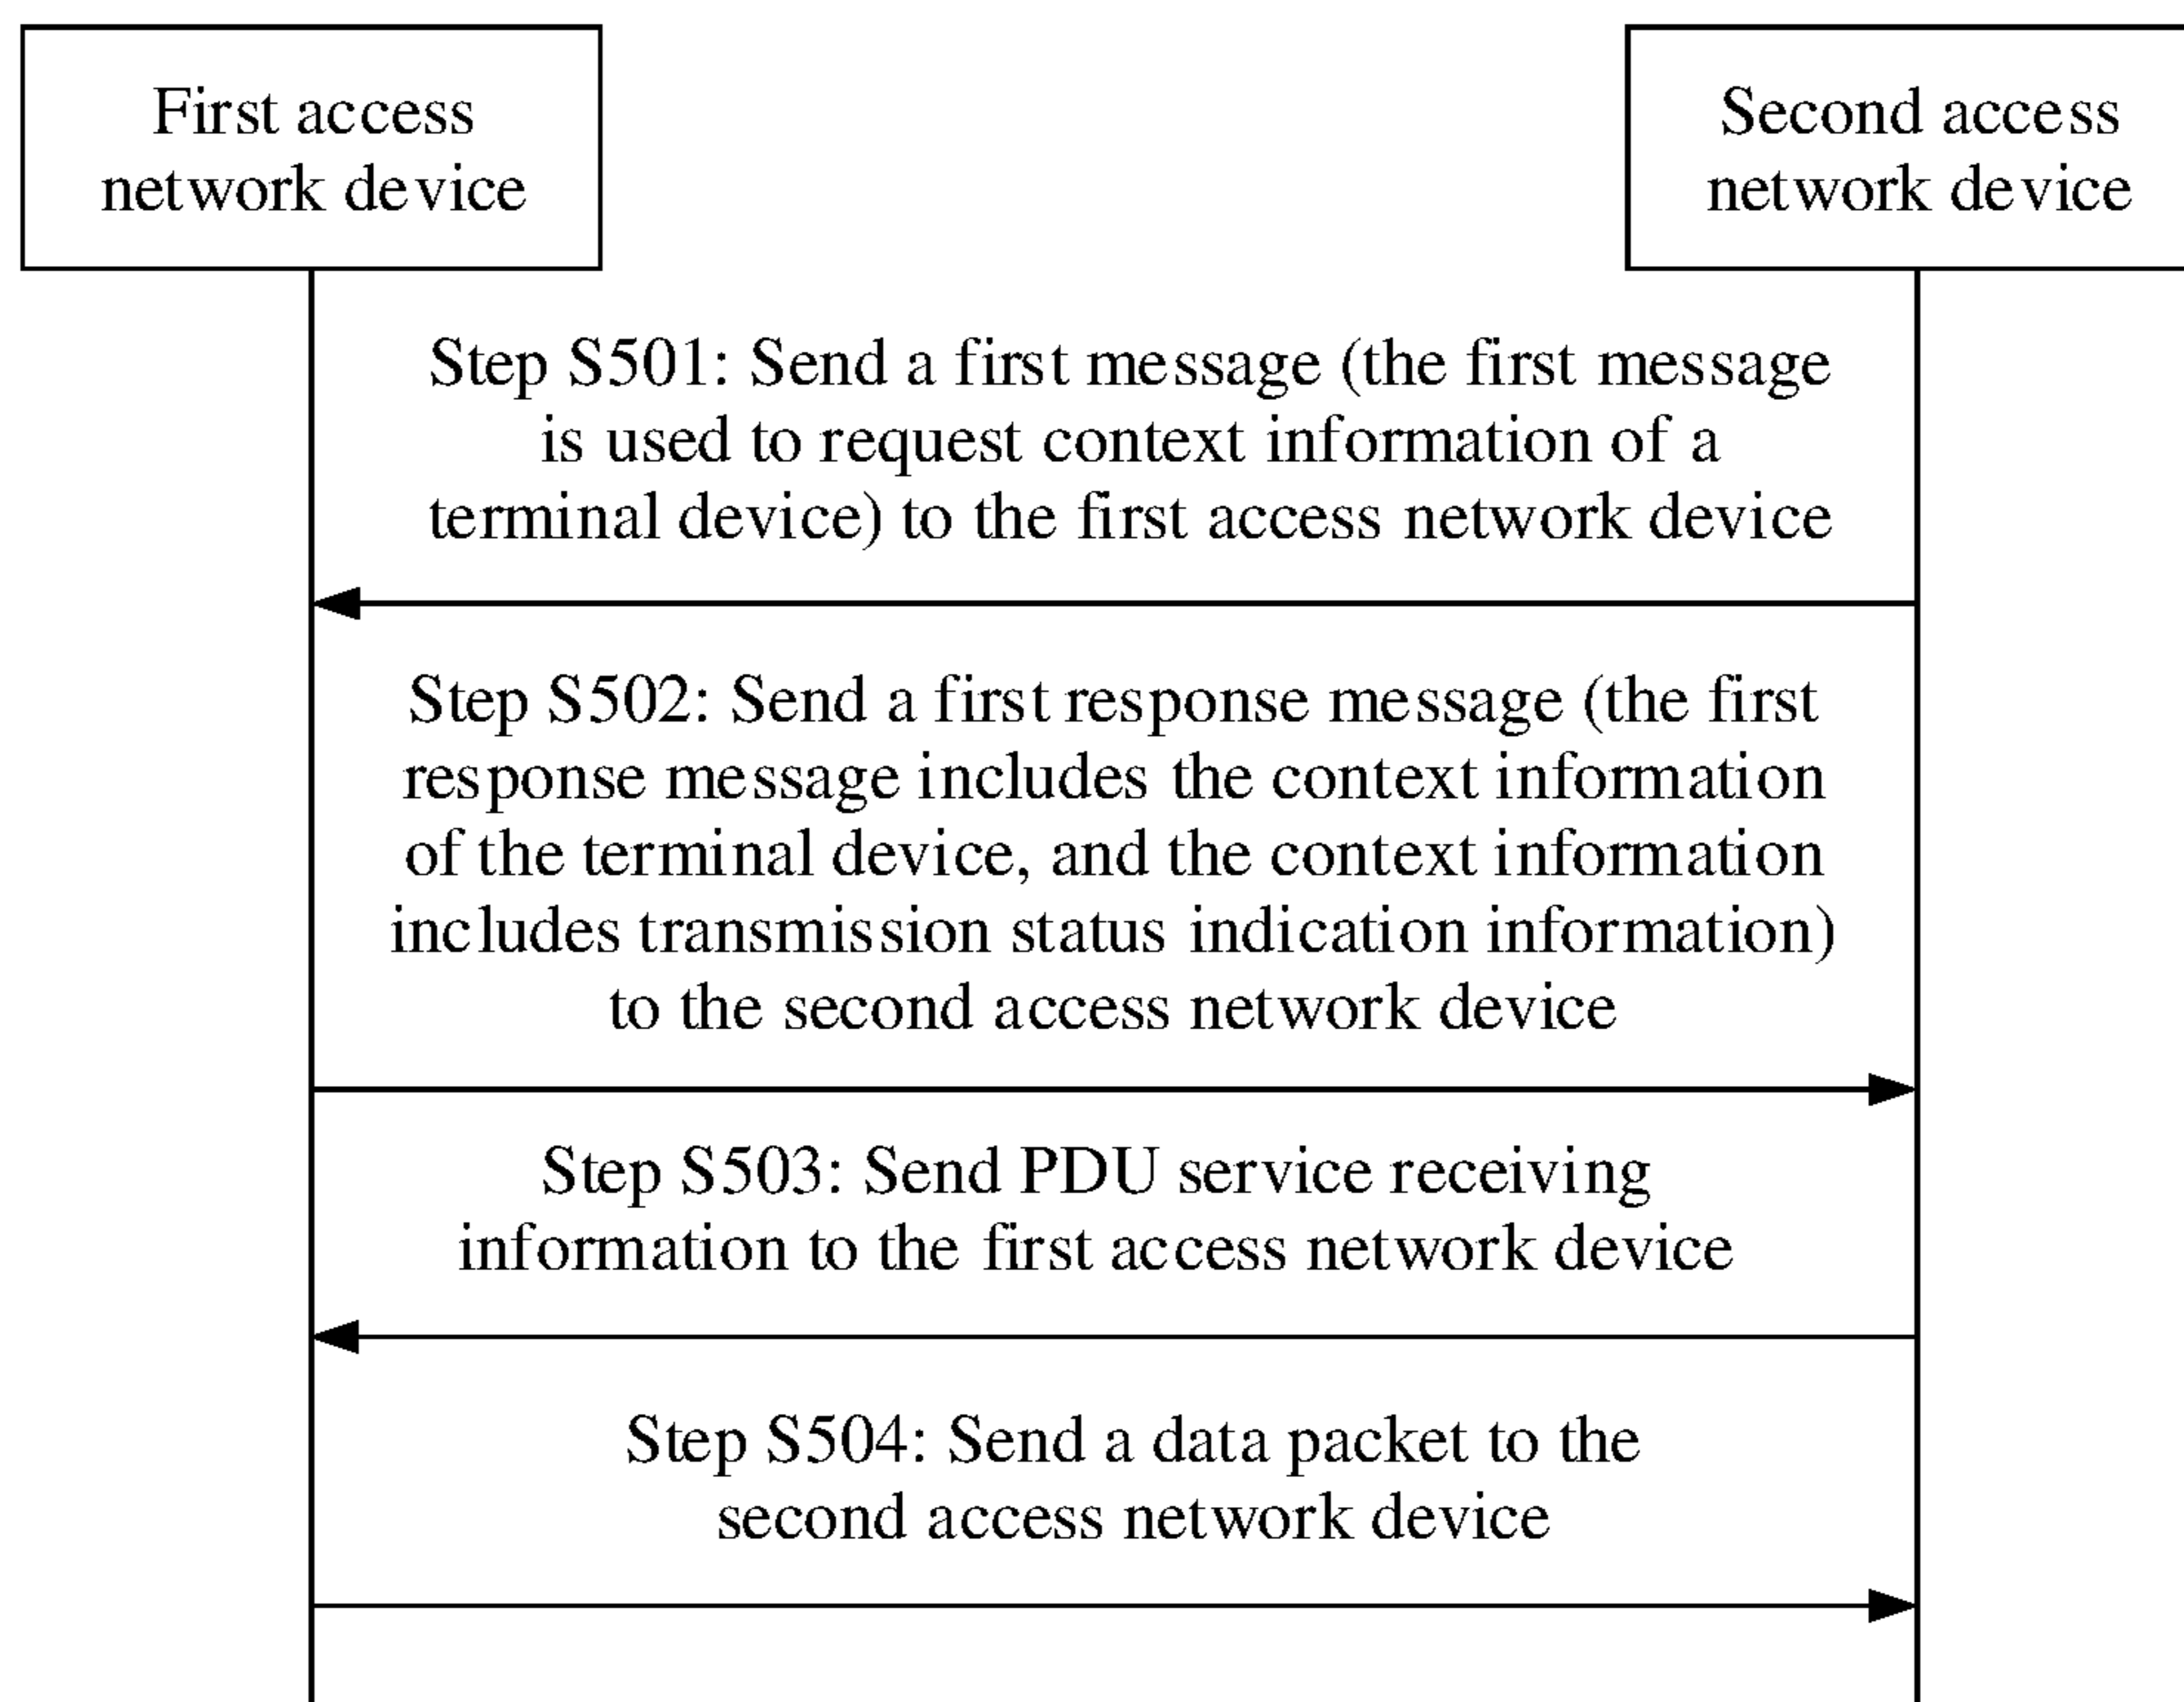 First access
network device
Second access
network device
Step S501: Send a first message (the first message
is used to request context information of a
terminal device) to the first access network device
Step S502: Send a first response message (the first
response message includes the context information
of the terminal device, and the context information
includes transmission status indication information)
to the second access network device
Step S503: Send PDU service receiving
information to the first access network device
Step S504: Send a data packet to the
second access network device